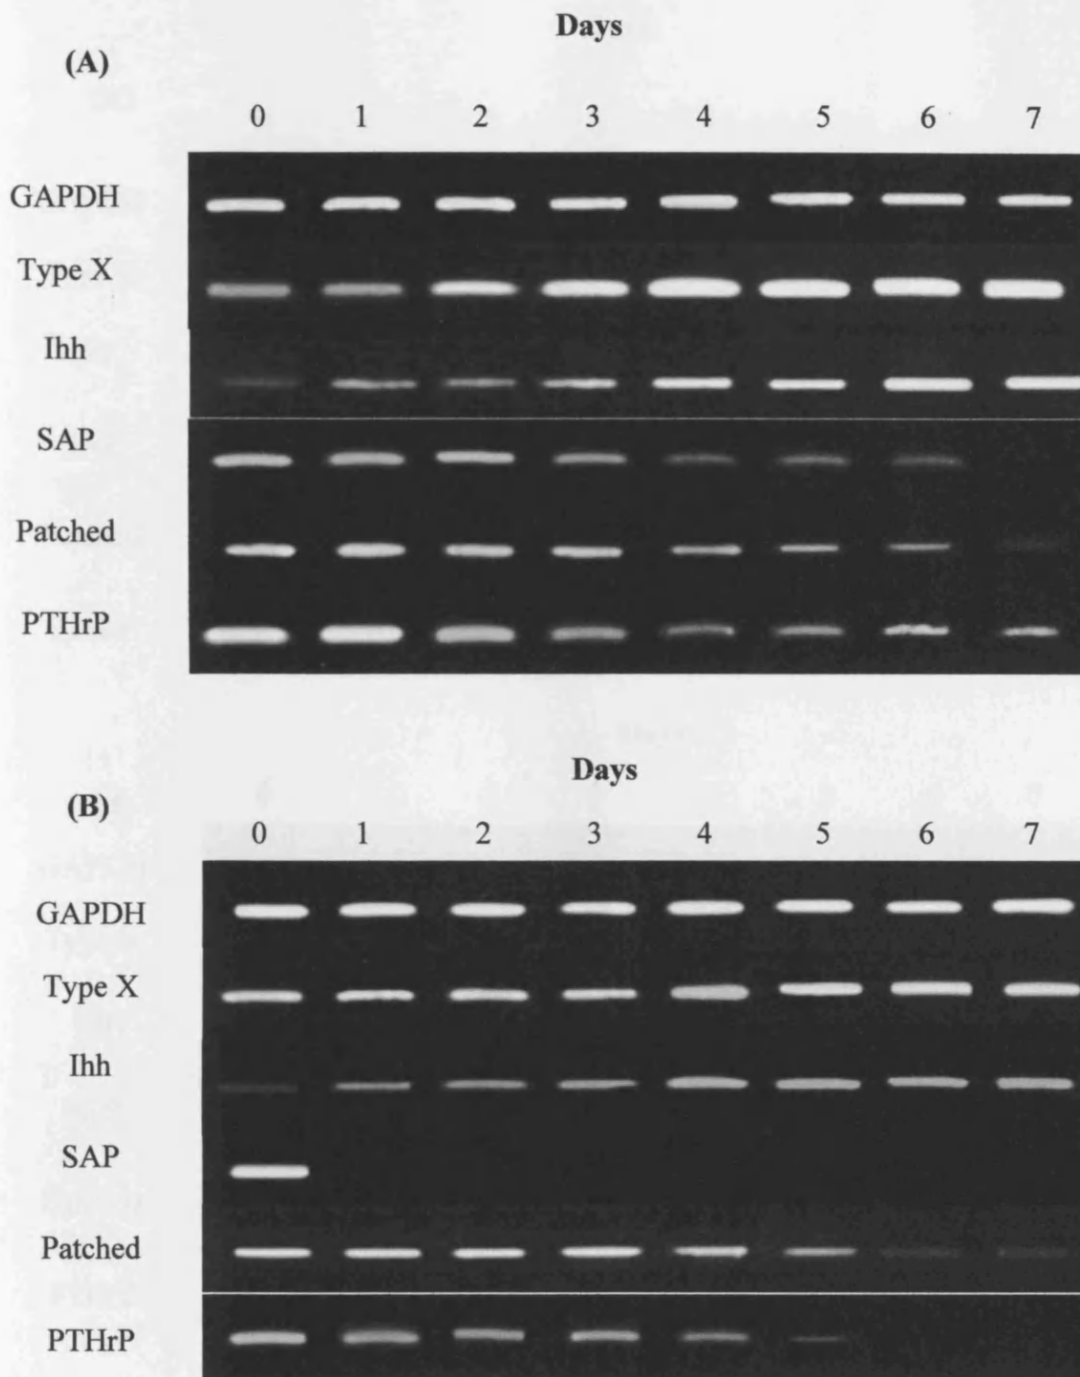 Days
(A)
0 1 2 3 4 5 6 7
GAPDH
Type X
Ihh
SAP
Patched
PTHrP
Days
(B)
0 1 2 3 4 5 6 7
GAPDH
Type X
Ihh
SAP
Patched
PTHrP